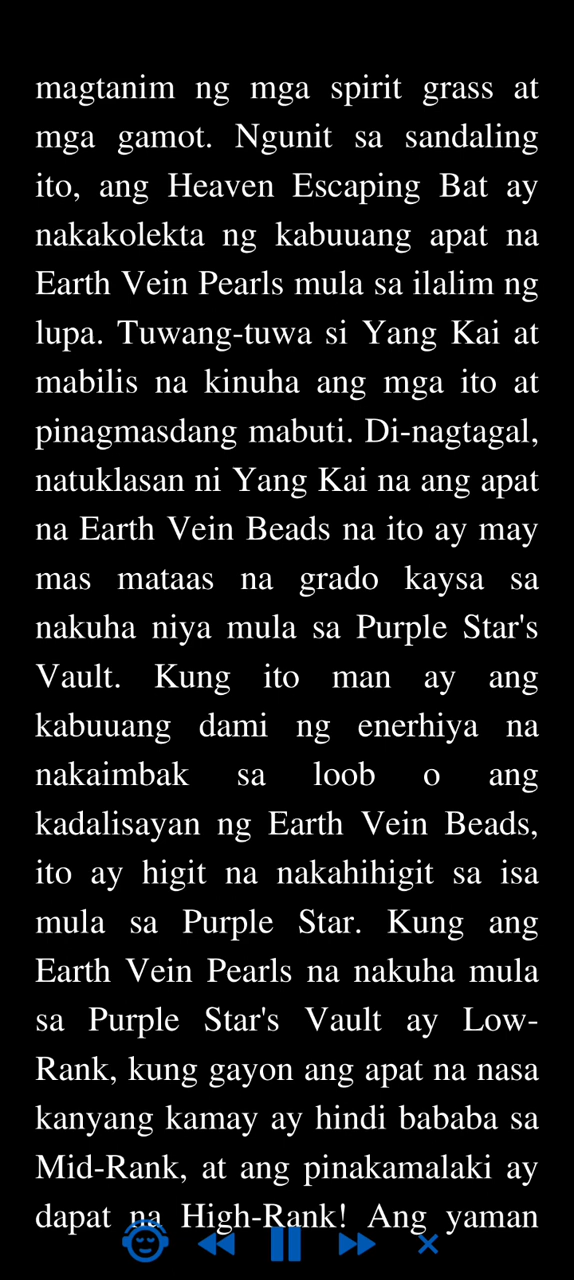 magtanim ng mga spirit grass at
mga gamot. Ngunit sa sandaling
ito, ang Heaven Escaping Bat ay
nakakolekta ng kabuuang apat na
Earth Vein Pearls mula sa ilalim ng
lupa. Tuwang-tuwa si Yang Kai at
mabilis na kinuha ang mga ito at
pinagmasdang mabuti. Di-nagtagal,
natuklasan ni Yang Kai na ang apat
na Earth Vein Beads na ito ay may
mas mataas na grado kaysa sa
nakuha niya mula sa Purple Star's
Vault. Kung ito man ay ang
kabuuang dami ng enerhiya na
nakaimbak sa loob o ang
kadalisayan ng Earth Vein Beads,
ito ay higit na nakahihigit sa isa
mula sa Purple Star. Kung ang
Earth Vein Pearls na nakuha mula
sa Purple Star's Vault ay Low-
Rank, kung gayon ang apat na nasa
kanyang kamay ay hindi bababa sa
Mid-Rank, at ang pinakamalaki ay
dapat na High-Rank! Ang yaman